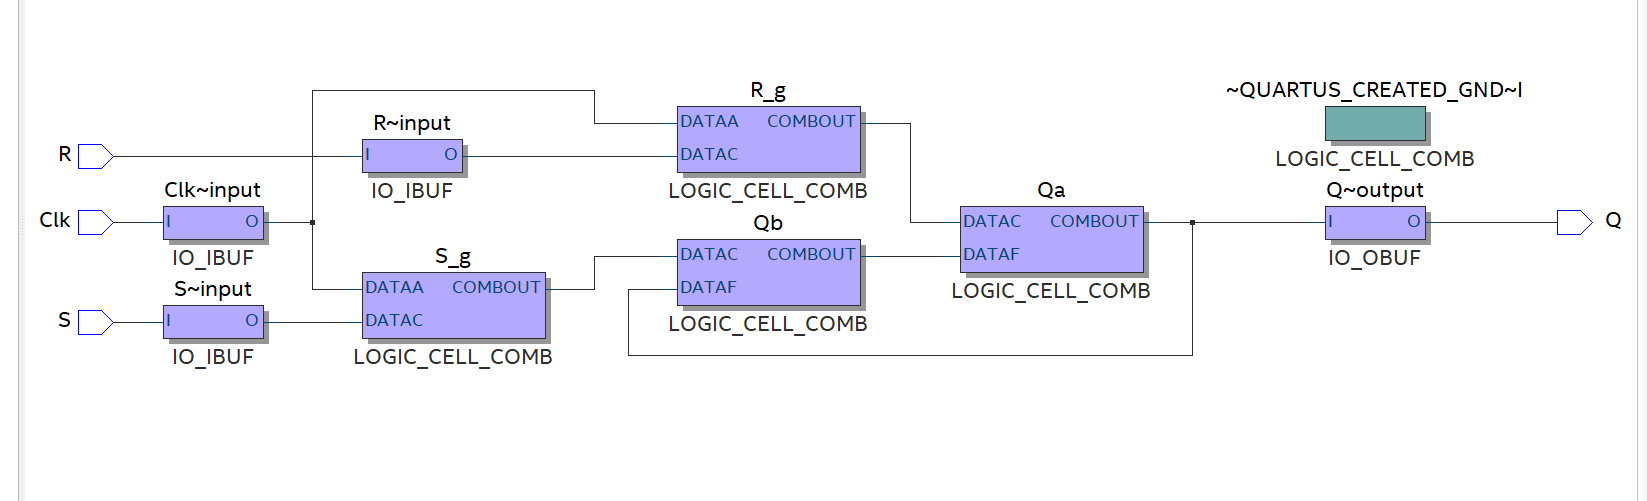 R_g
~QUARTUS_CREATED_GND~I
R~input
DATAA COMBOUT
R
I O
DATAC
LOGIC_CELL_COMB
Clk~input
IO_IBUF
LOGIC_CELL_COMB
Qa
Q~output
Clk
I O
Qb
DATAC COMBOUT
I O
Q
S_g
IO_IBUF
DATAC COMBOUT
DATAF
IO_OBUF
S~input
DATAA COMBOUT
DATAF
LOGIC_CELL_COMB
S
I O
DATAC
LOGIC_CELL_COMB
IO_IBUF
LOGIC_CELL_COMB